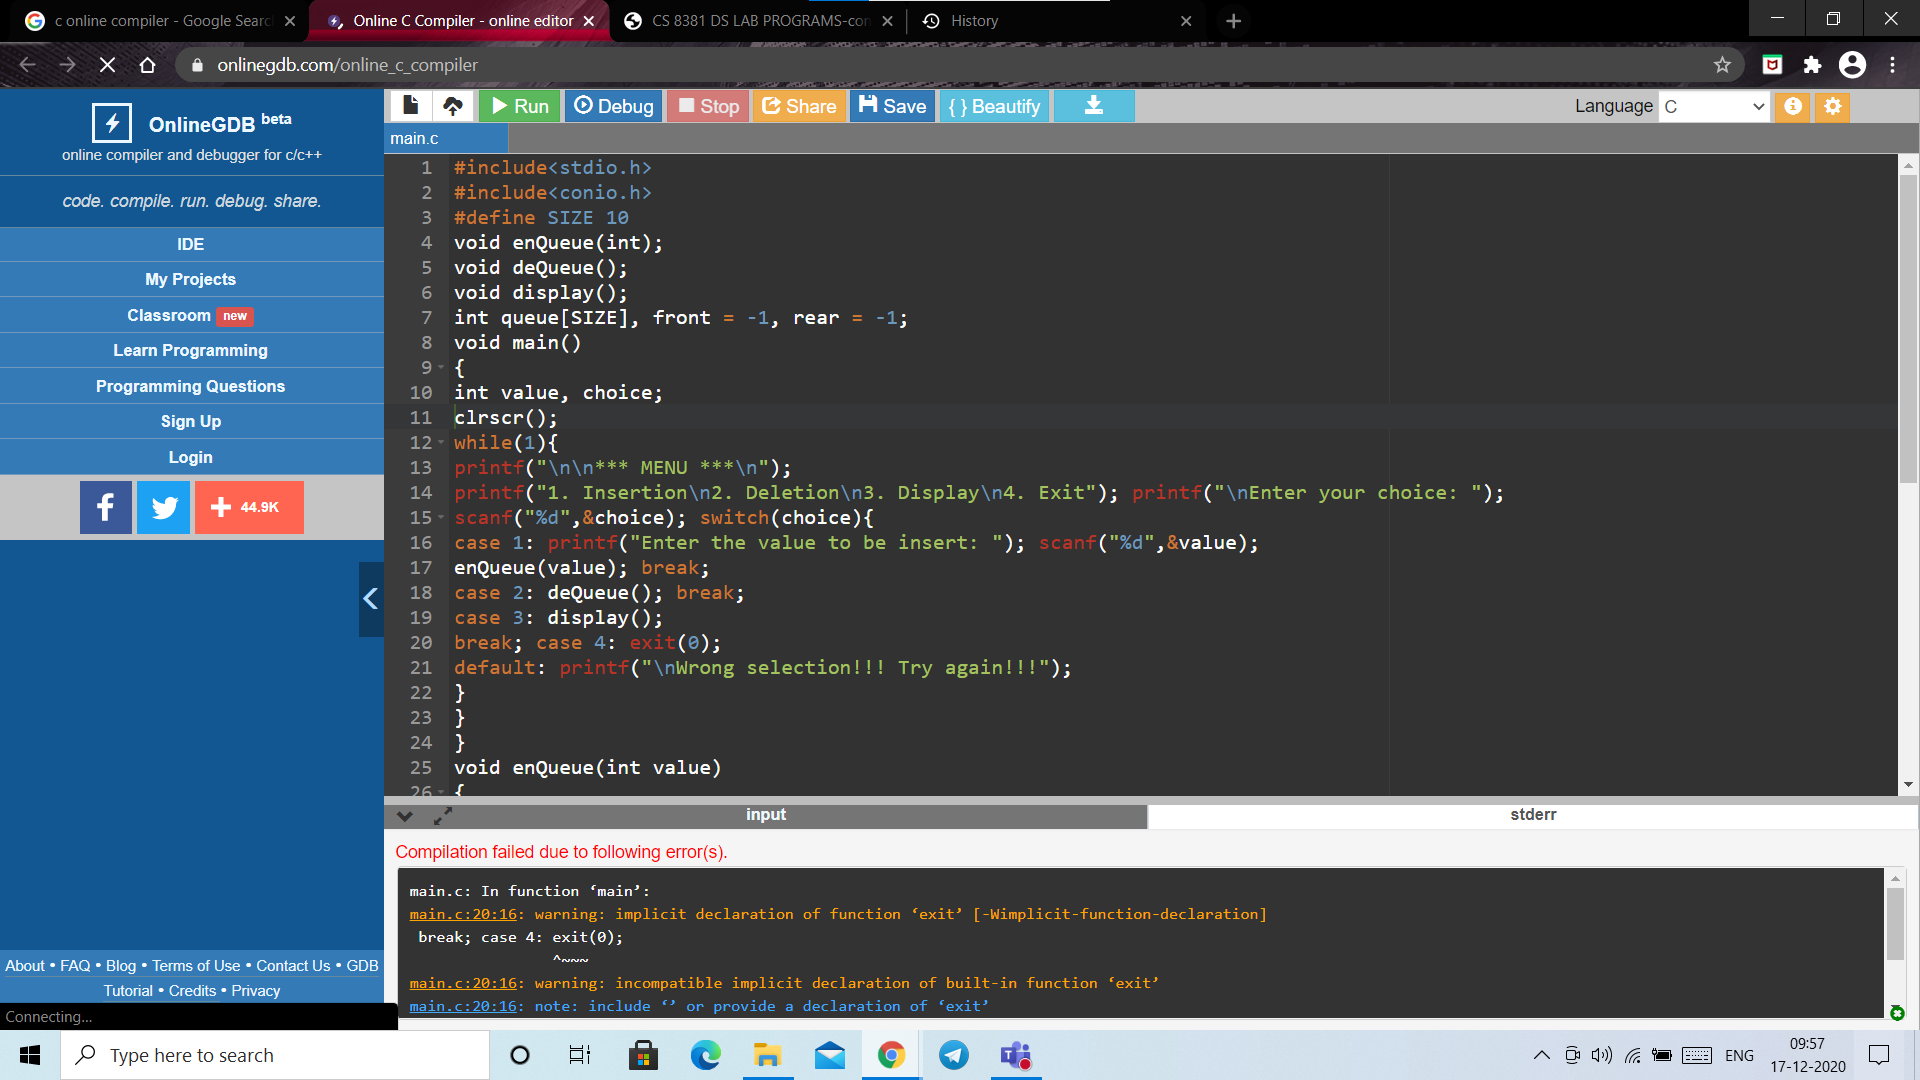 c online compiler - Google Searc
Online C Compiler - online editor
CS 8381 DS LAB PROGRAMS-con
History
onlinegdb.com/online_c_compiler
OnlineGDB beta
online compiler and debugger for c/c++
code. compile. run. debug. share.
IDE
My Projects
Classroom new
Learn Programming
Programming Questions
Sign Up
Login
44.9K
About • FAQ • Blog • Terms of Use • Contact Us • GDB
Tutorial • Credits • Privacy
Connecting...
Run Debug Stop Share Save { } Beautify
Language C
main.c
1 #include<stdio.h>
2 #include<conio.h>
3 #define SIZE 10
4 void enQueue(int);
5 void deQueue();
6 void display();
7 int queue[SIZE], front = -1, rear = -1;
8 void main()
9 {
10 int value, choice;
11 clrscr();
12 while(1){
13 printf("\n\n*** MENU ***\n");
14 printf("1. Insertion\n2. Deletion\n3. Display\n4. Exit"); printf("\nEnter your choice: ");
15 scanf("%d",&choice); switch(choice){
16 case 1: printf("Enter the value to be insert: "); scanf("%d",&value);
17 enQueue(value); break;
18 case 2: deQueue(); break;
19 case 3: display();
20 break; case 4: exit(0);
21 default: printf("\nWrong selection!!! Try again!!!");
22 }
23 }
24 }
25 void enQueue(int value)
26 {
input
stderr
Compilation failed due to following error(s).
main.c: In function ‘main’:
main.c:20:16: warning: implicit declaration of function ‘exit’ [-Wimplicit-function-declaration]
break; case 4: exit(0);
^~~~
main.c:20:16: warning: incompatible implicit declaration of built-in function ‘exit’
main.c:20:16: note: include ‘’ or provide a declaration of ‘exit’
Type here to search
ENG
09:57
17-12-2020